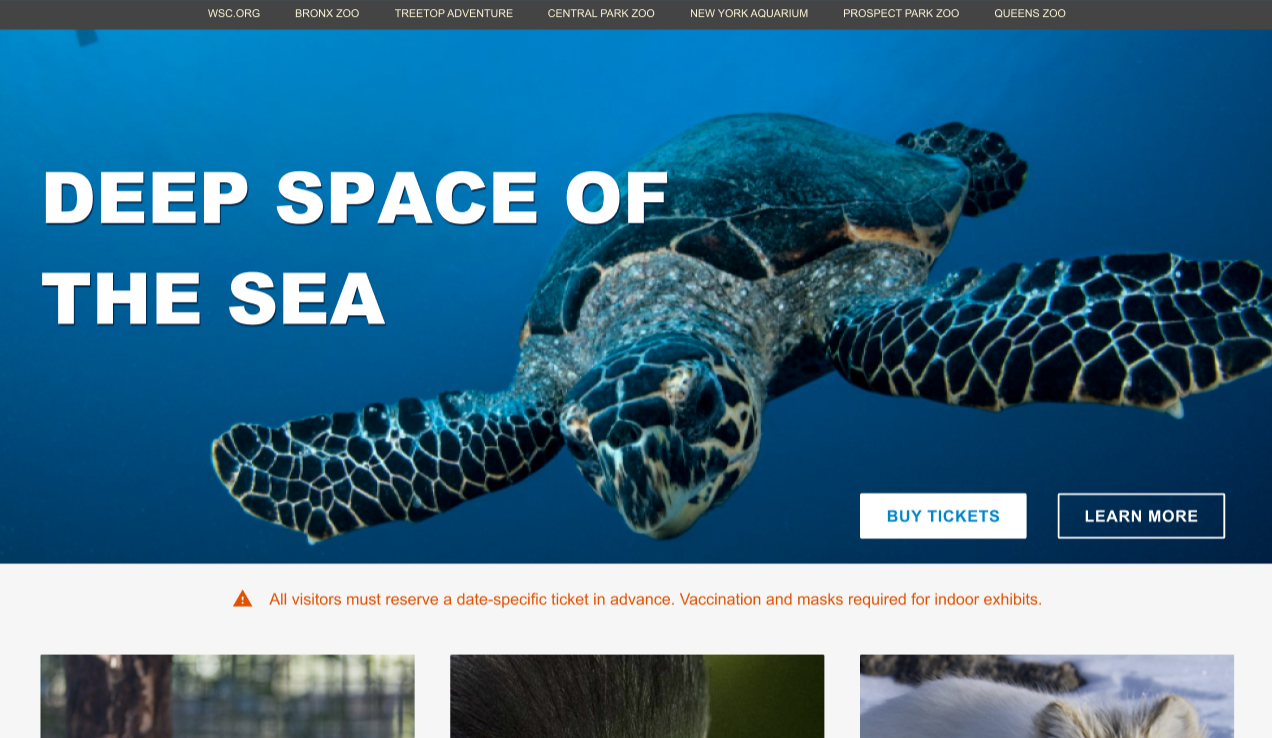 WSC.ORG BRONX ZOO TREETOP ADVENTURE CENTRAL PARK ZOO NEW YORK AQUARIUM PROSPECT PARK ZOO QUEENS ZOO
DEEP SPACE OF
THE SEA
BUY TICKETS LEARN MORE
All visitors must reserve a date-specific ticket in advance. Vaccination and masks required for indoor exhibits.